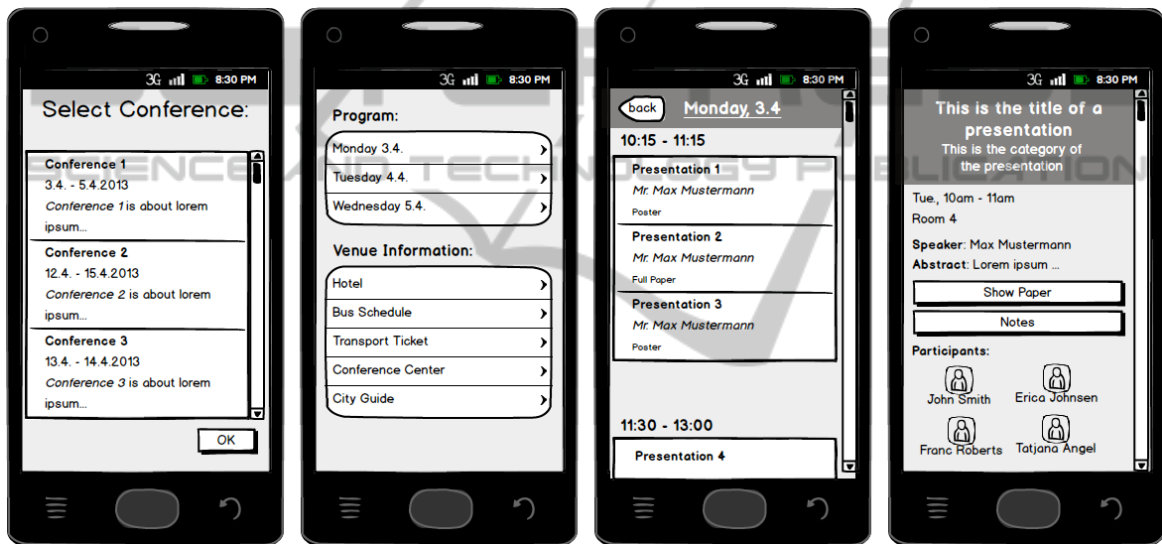 3G 8:30 PM
Select Conference:
Conference 1
3.4. - 5.4.2013
Conference 1 is about lorem
ipsum...
Conference 2
12.4. - 15.4.2013
Conference 2 is about lorem
ipsum...
Conference 3
13.4. - 14.4.2013
Conference 3 is about lorem
ipsum...
OK
3G 8:30 PM
Program:
Monday 3.4.
Tuesday 4.4.
Wednesday 5.4.
Venue Information:
Hotel
Bus Schedule
Transport Ticket
Conference Center
City Guide
3G 8:30 PM
back Monday, 3.4
10:15 - 11:15
Presentation 1
Mr. Max Mustermann
Poster
Presentation 2
Mr. Max Mustermann
Full Paper
Presentation 3
Mr. Max Mustermann
Poster
11:30 - 13:00
Presentation 4
3G 8:30 PM
This is the title of a
presentation
This is the category of
the presentation
Tue., 10am - 11am
Room 4
Speaker: Max Mustermann
Abstract: Lorem ipsum ...
Show Paper
Notes
Participants:
John Smith Erica Johnsen
Franc Roberts Tatjana Angel
SCIENCE AND TECHNOLOGY PUBLICATION